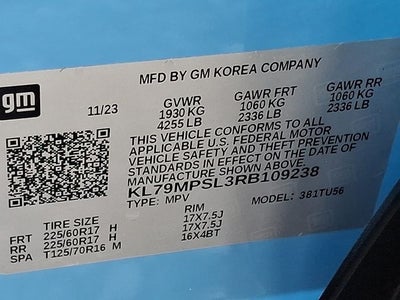 MFD BY GM KOREA COMPANY
gm
11/23
GVWR GAWR FRT GAWR RR
1930 KG 1060 KG 1060 KG
4255 LB 2336 LB 2336 LB
THIS VEHICLE CONFORMS TO ALL
APPLICABLE U.S. FEDERAL MOTOR
VEHICLE SAFETY AND THEFT PREVENTION
STANDARDS IN EFFECT ON THE DATE OF
MANUFACTURE SHOWN ABOVE.
KL79MPSL3RB109238
TYPE: MPV MODEL: 381TU56
TIRE SIZE RIM
FRT 225/60R17 H 17X7.5J
RR 225/60R17 H 17X7.5J
SPA T125/70R16 M 16X4BT